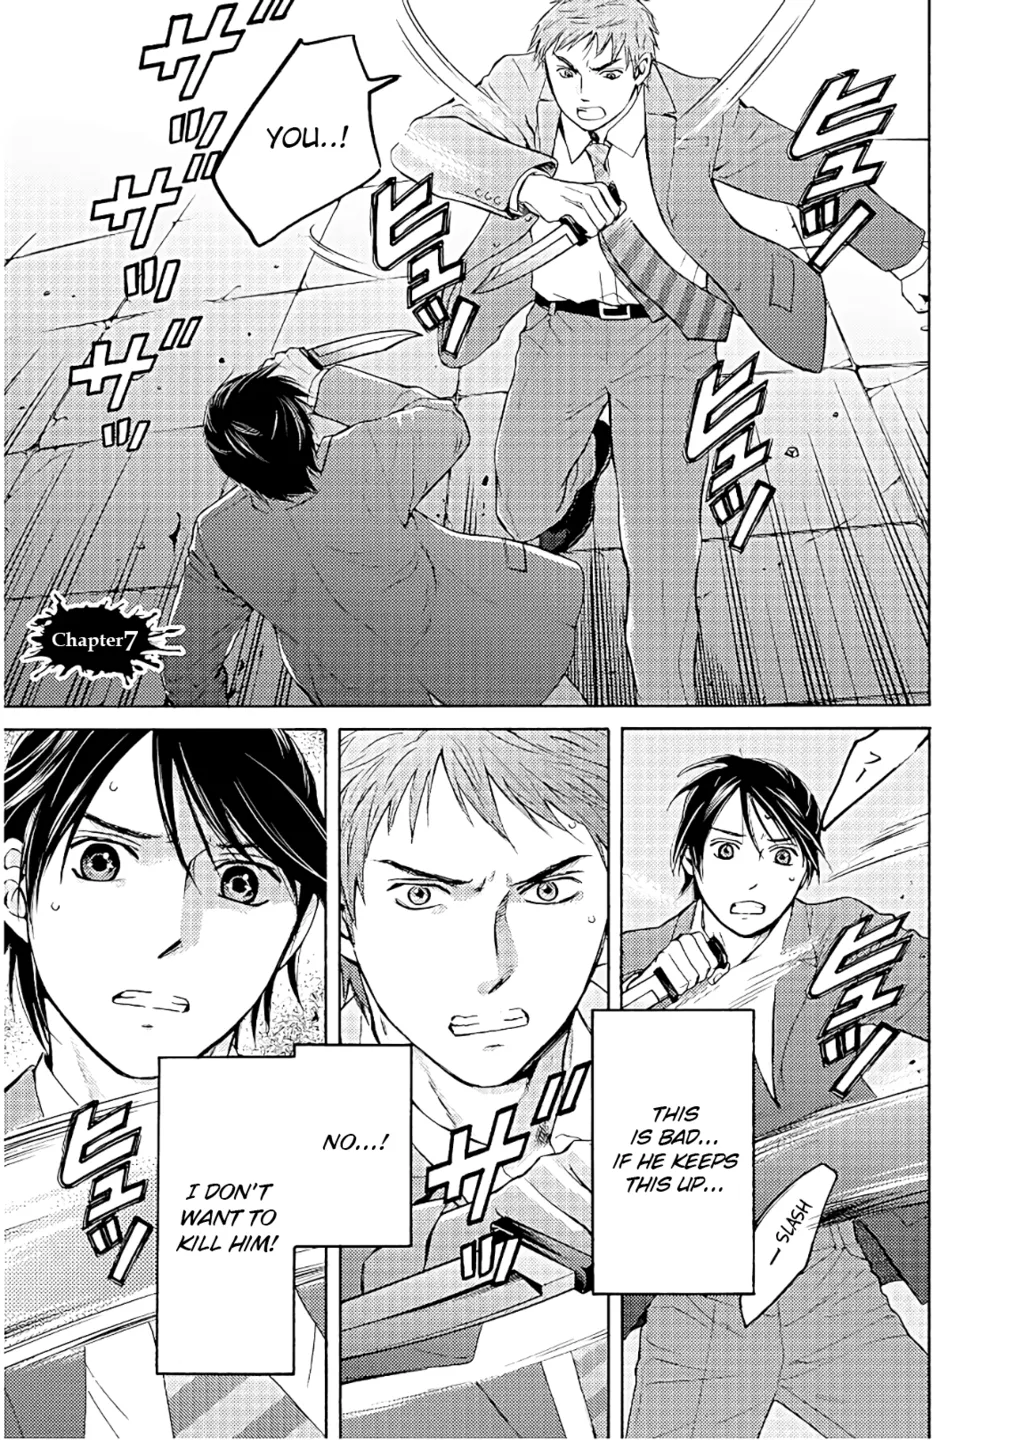 ザッ
ザッ
ザッ
YOU..!
ヒュッ
ヒュッ
ヒュッ
Chapter7
ヒュッ
THIS
IS BAD...
IF HE KEEPS
THIS UP...
SLASH
ザッ
NO...!
I DON'T
WANT TO
KILL HIM!
ヒュッ